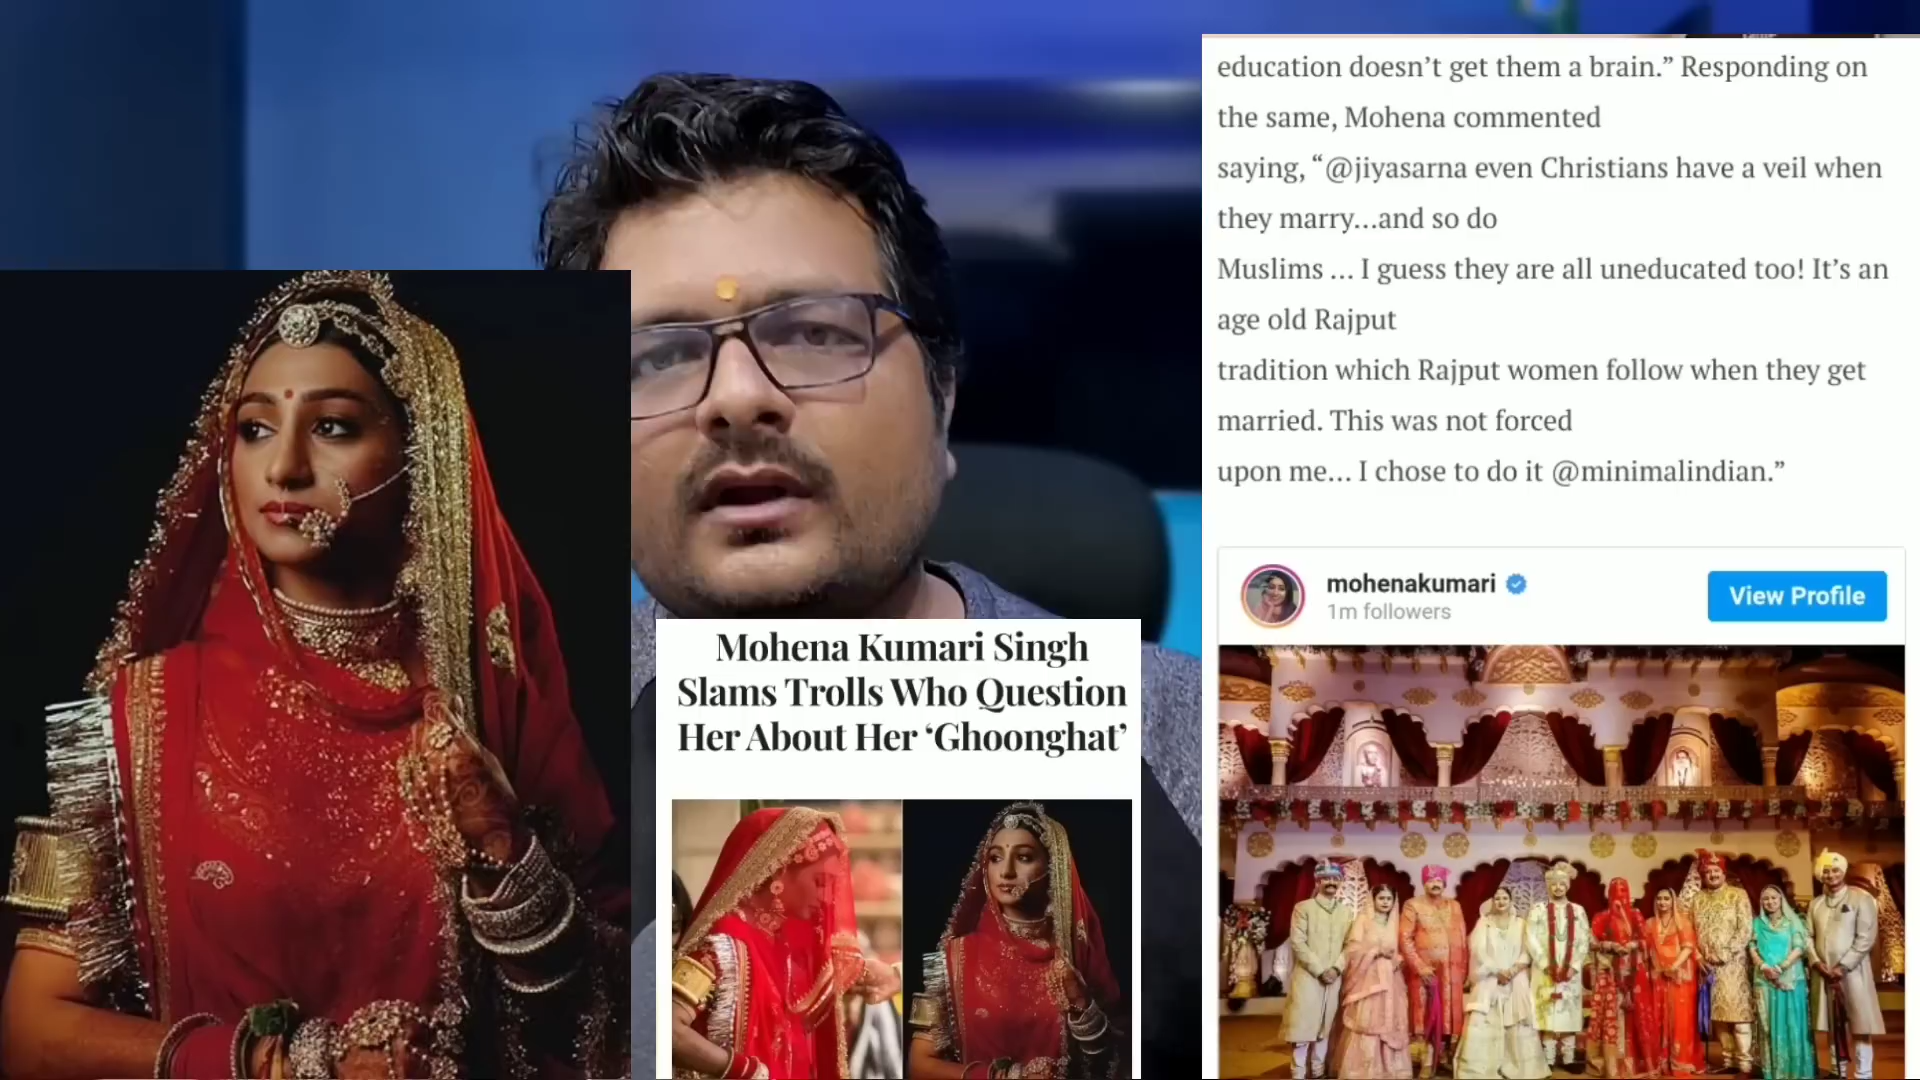 education doesn’t get them a brain.” Responding on
the same, Mohena commented
saying, “@jiyasarna even Christians have a veil when
they marry...and so do
Muslims ... I guess they are all uneducated too! It’s an
age old Rajput
tradition which Rajput women follow when they get
married. This was not forced
upon me... I chose to do it @minimalindian.”
mohenakumari
1m followers
View Profile
Mohena Kumari Singh
Slams Trolls Who Question
Her About Her ‘Ghoonghat’